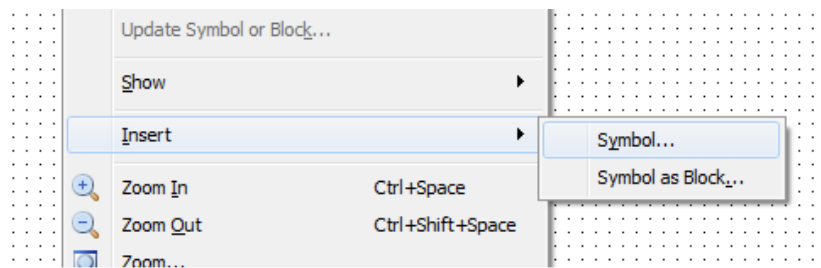 Update Symbol or Block...
Show
Insert
Symbol...
Symbol as Block...
Zoom In Ctrl+Space
Zoom Out Ctrl+Shift+Space
Zoom...